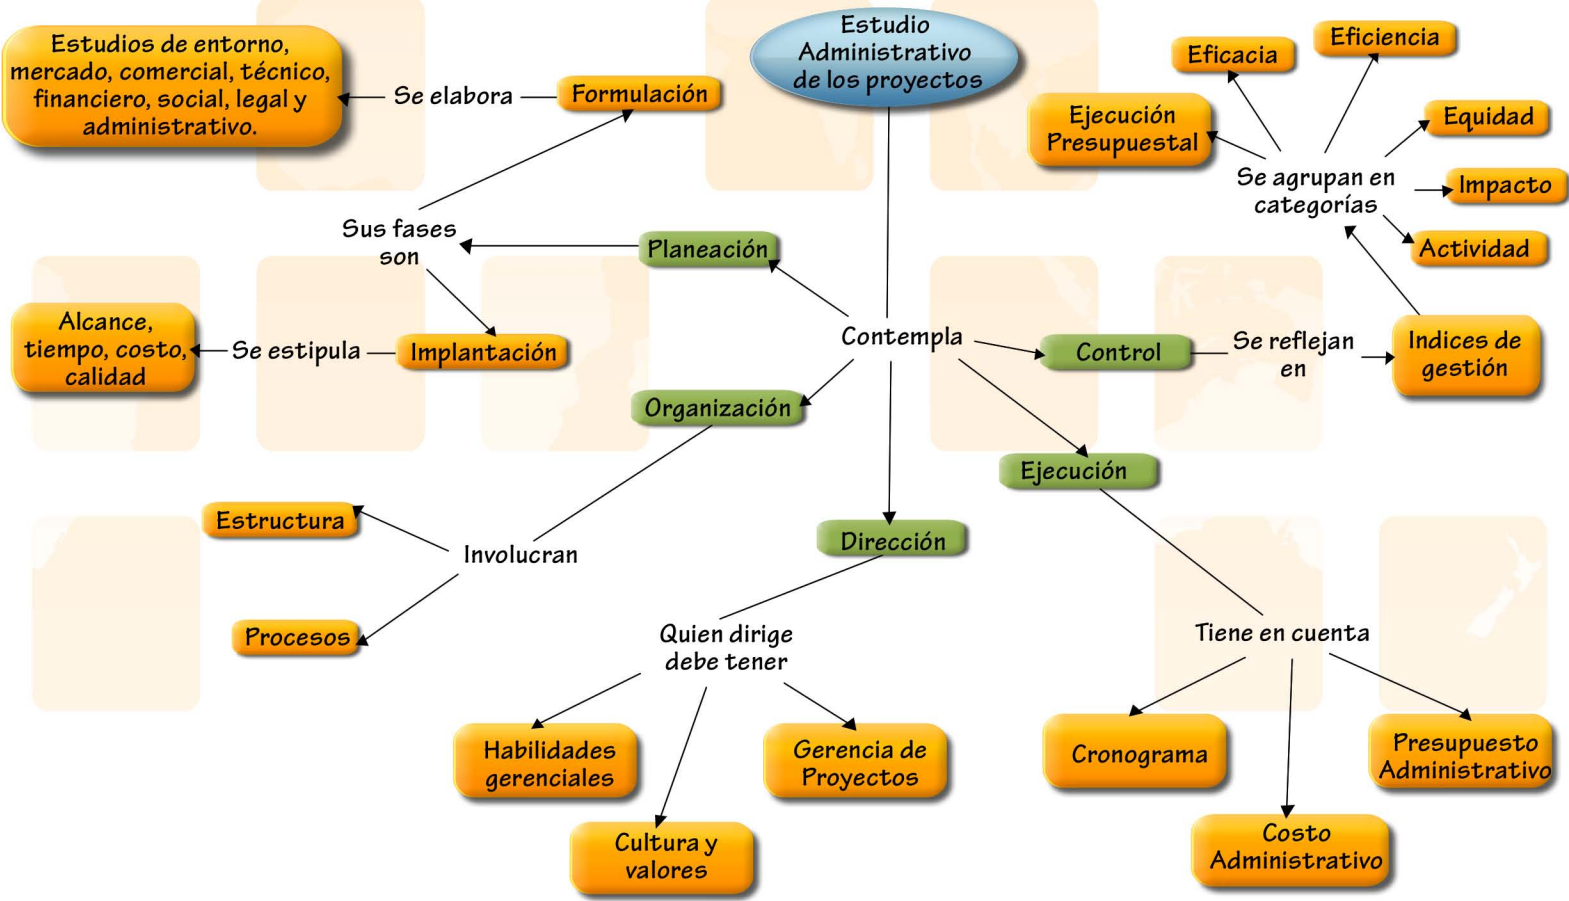 Estudio
Administrativo
de los proyectos
Estudios de entorno,
mercado, comercial, técnico,
financiero, social, legal y
administrativo.
Se elabora
Formulación
Eficacia
Eficiencia
Ejecución
Presupuestal
Equidad
Se agrupan en
categorías
Impacto
Actividad
Sus fases
son
Planeación
Alcance,
tiempo, costo,
calidad
Se estipula
Implantación
Contempla
Control
Se reflejan
en
Indices de
gestión
Organización
Ejecución
Estructura
Involucran
Procesos
Dirección
Quien dirige
debe tener
Tiene en cuenta
Habilidades
gerenciales
Gerencia de
Proyectos
Cultura y
valores
Cronograma
Presupuesto
Administrativo
Costo
Administrativo